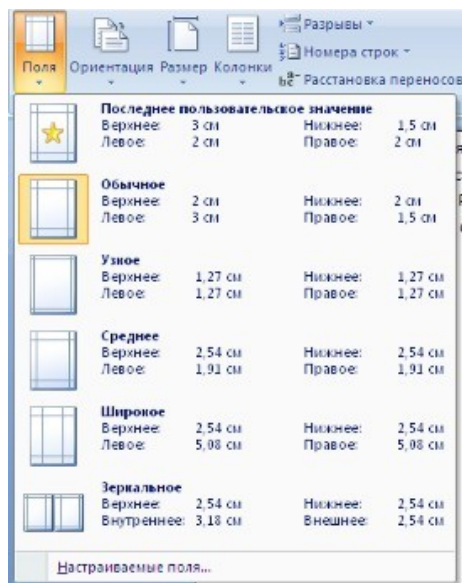 Поля Ориентация Размер Колонки
Разрывы
Номера строк
Расстановка переносов
Последнее пользовательское значение
Верхнее: 3 см Нижнее: 1,5 см
Левое: 2 см Правое: 2 см
Обычное
Верхнее: 2 см Нижнее: 2 см
Левое: 3 см Правое: 1,5 см
Узкое
Верхнее: 1,27 см Нижнее: 1,27 см
Левое: 1,27 см Правое: 1,27 см
Среднее
Верхнее: 2,54 см Нижнее: 2,54 см
Левое: 1,91 см Правое: 1,91 см
Широкое
Верхнее: 2,54 см Нижнее: 2,54 см
Левое: 5,08 см Правое: 5,08 см
Зеркальное
Верхнее: 2,54 см Нижнее: 2,54 см
Внутреннее: 3,18 см Внешнее: 2,54 см
Настраиваемые поля...